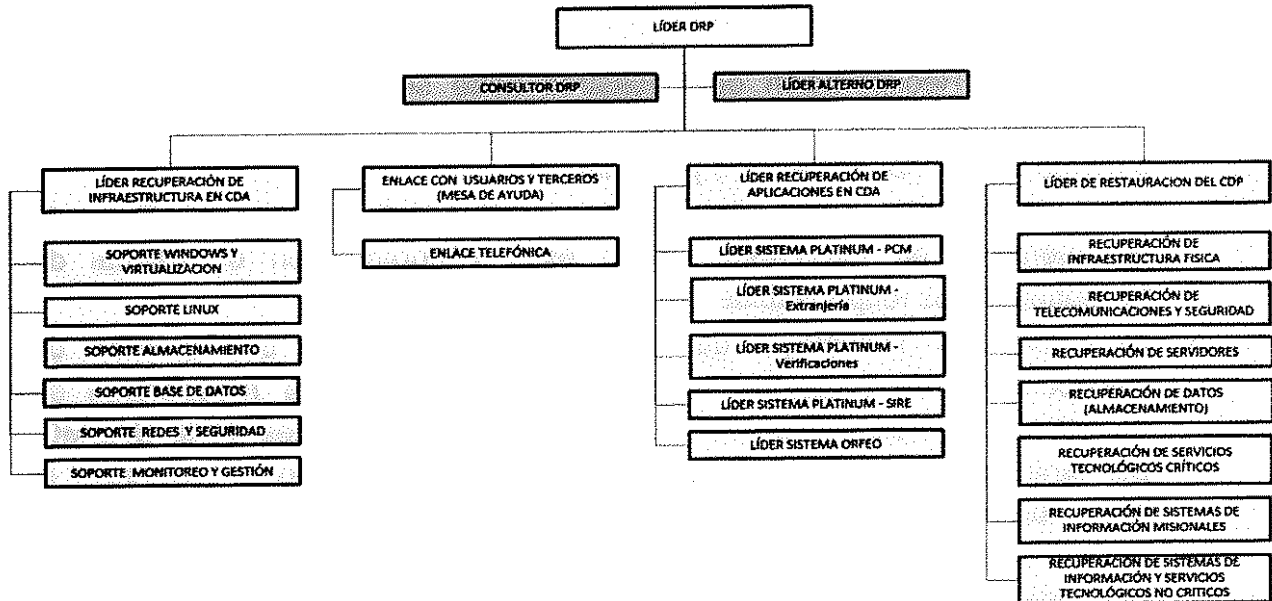 LÍDER DRP
CONSULTOR DRP
LÍDER ALTERNO DRP
LÍDER RECUPERACIÓN DE
INFRAESTRUCTURA EN CDA
SOPORTE WINDOWS Y
VIRTUALIZACION
SOPORTE LINUX
SOPORTE ALMACENAMIENTO
SOPORTE BASE DE DATOS
SOPORTE REDES Y SEGURIDAD
SOPORTE MONITOREO Y GESTIÓN
ENLACE CON USUARIOS Y TERCEROS
(MESA DE AYUDA)
ENLACE TELEFÓNICA
LÍDER RECUPERACIÓN DE
APLICACIONES EN CDA
LÍDER SISTEMA PLATINUM - PCM
LÍDER SISTEMA PLATINUM -
Extranjería
LÍDER SISTEMA PLATINUM -
Verificaciones
LÍDER SISTEMA PLATINUM - SIRE
LÍDER SISTEMA ORFEO
LÍDER DE RESTAURACION DEL CDP
RECUPERACIÓN DE
INFRAESTRUCTURA FISICA
RECUPERACIÓN DE
TELECOMUNICACIONES Y SEGURIDAD
RECUPERACIÓN DE SERVIDORES
RECUPERACIÓN DE DATOS
(ALMACENAMIENTO)
RECUPERACIÓN DE SERVICIOS
TECNOLÓGICOS CRÍTICOS
RECUPERACIÓN DE SISTEMAS DE
INFORMACIÓN MISIONALES
RECUPERACIÓN DE SISTEMAS DE
INFORMACIÓN Y SERVICIOS
TECNOLÓGICOS NO CRITICOS